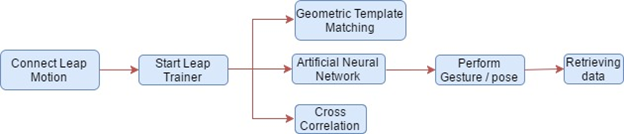 Connect Leap
Motion
Start Leap
Trainer
Geometric Template
Matching
Artificial Neural
Network
Cross
Correlation
Perform
Gesture / pose
Retrieving
data